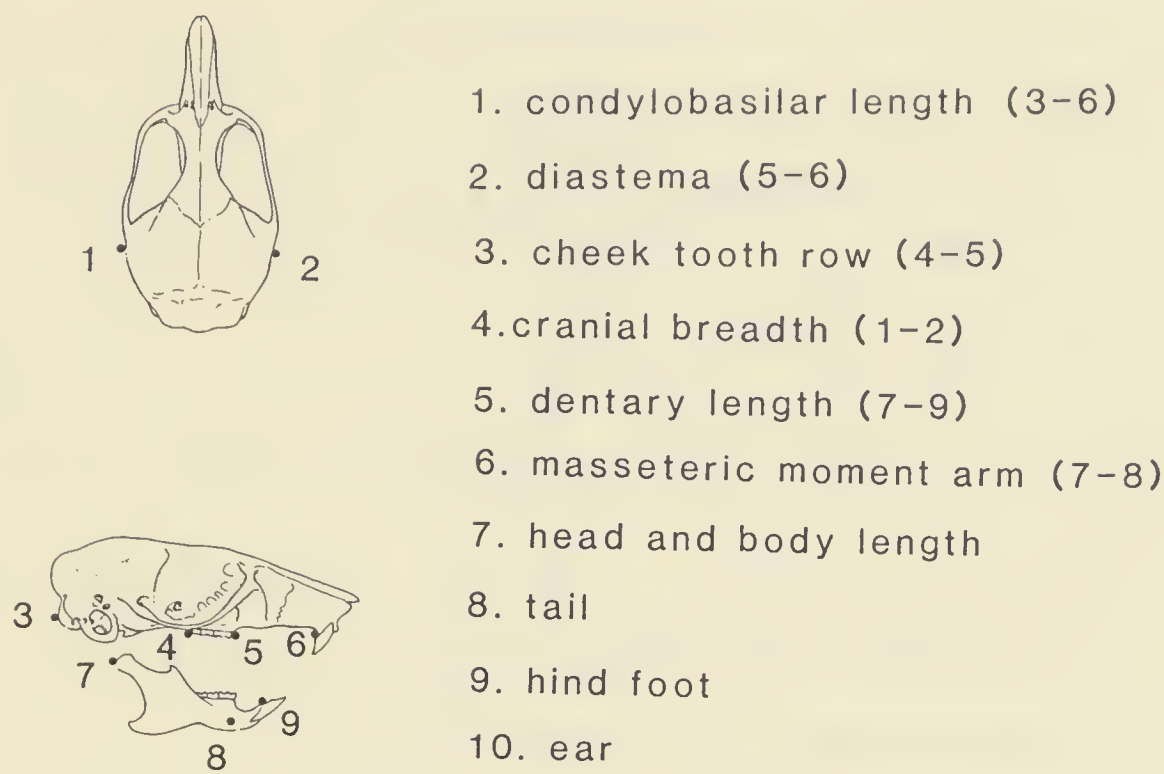 1 2
3 4 5 6
7 8 9
1. condylobasilar length (3-6)
2. diastema (5-6)
3. cheek tooth row (4-5)
4.cranial breadth (1-2)
5. dentary length (7-9)
6. masseteric moment arm (7-8)
7. head and body length
8. tail
9. hind foot
10. ear